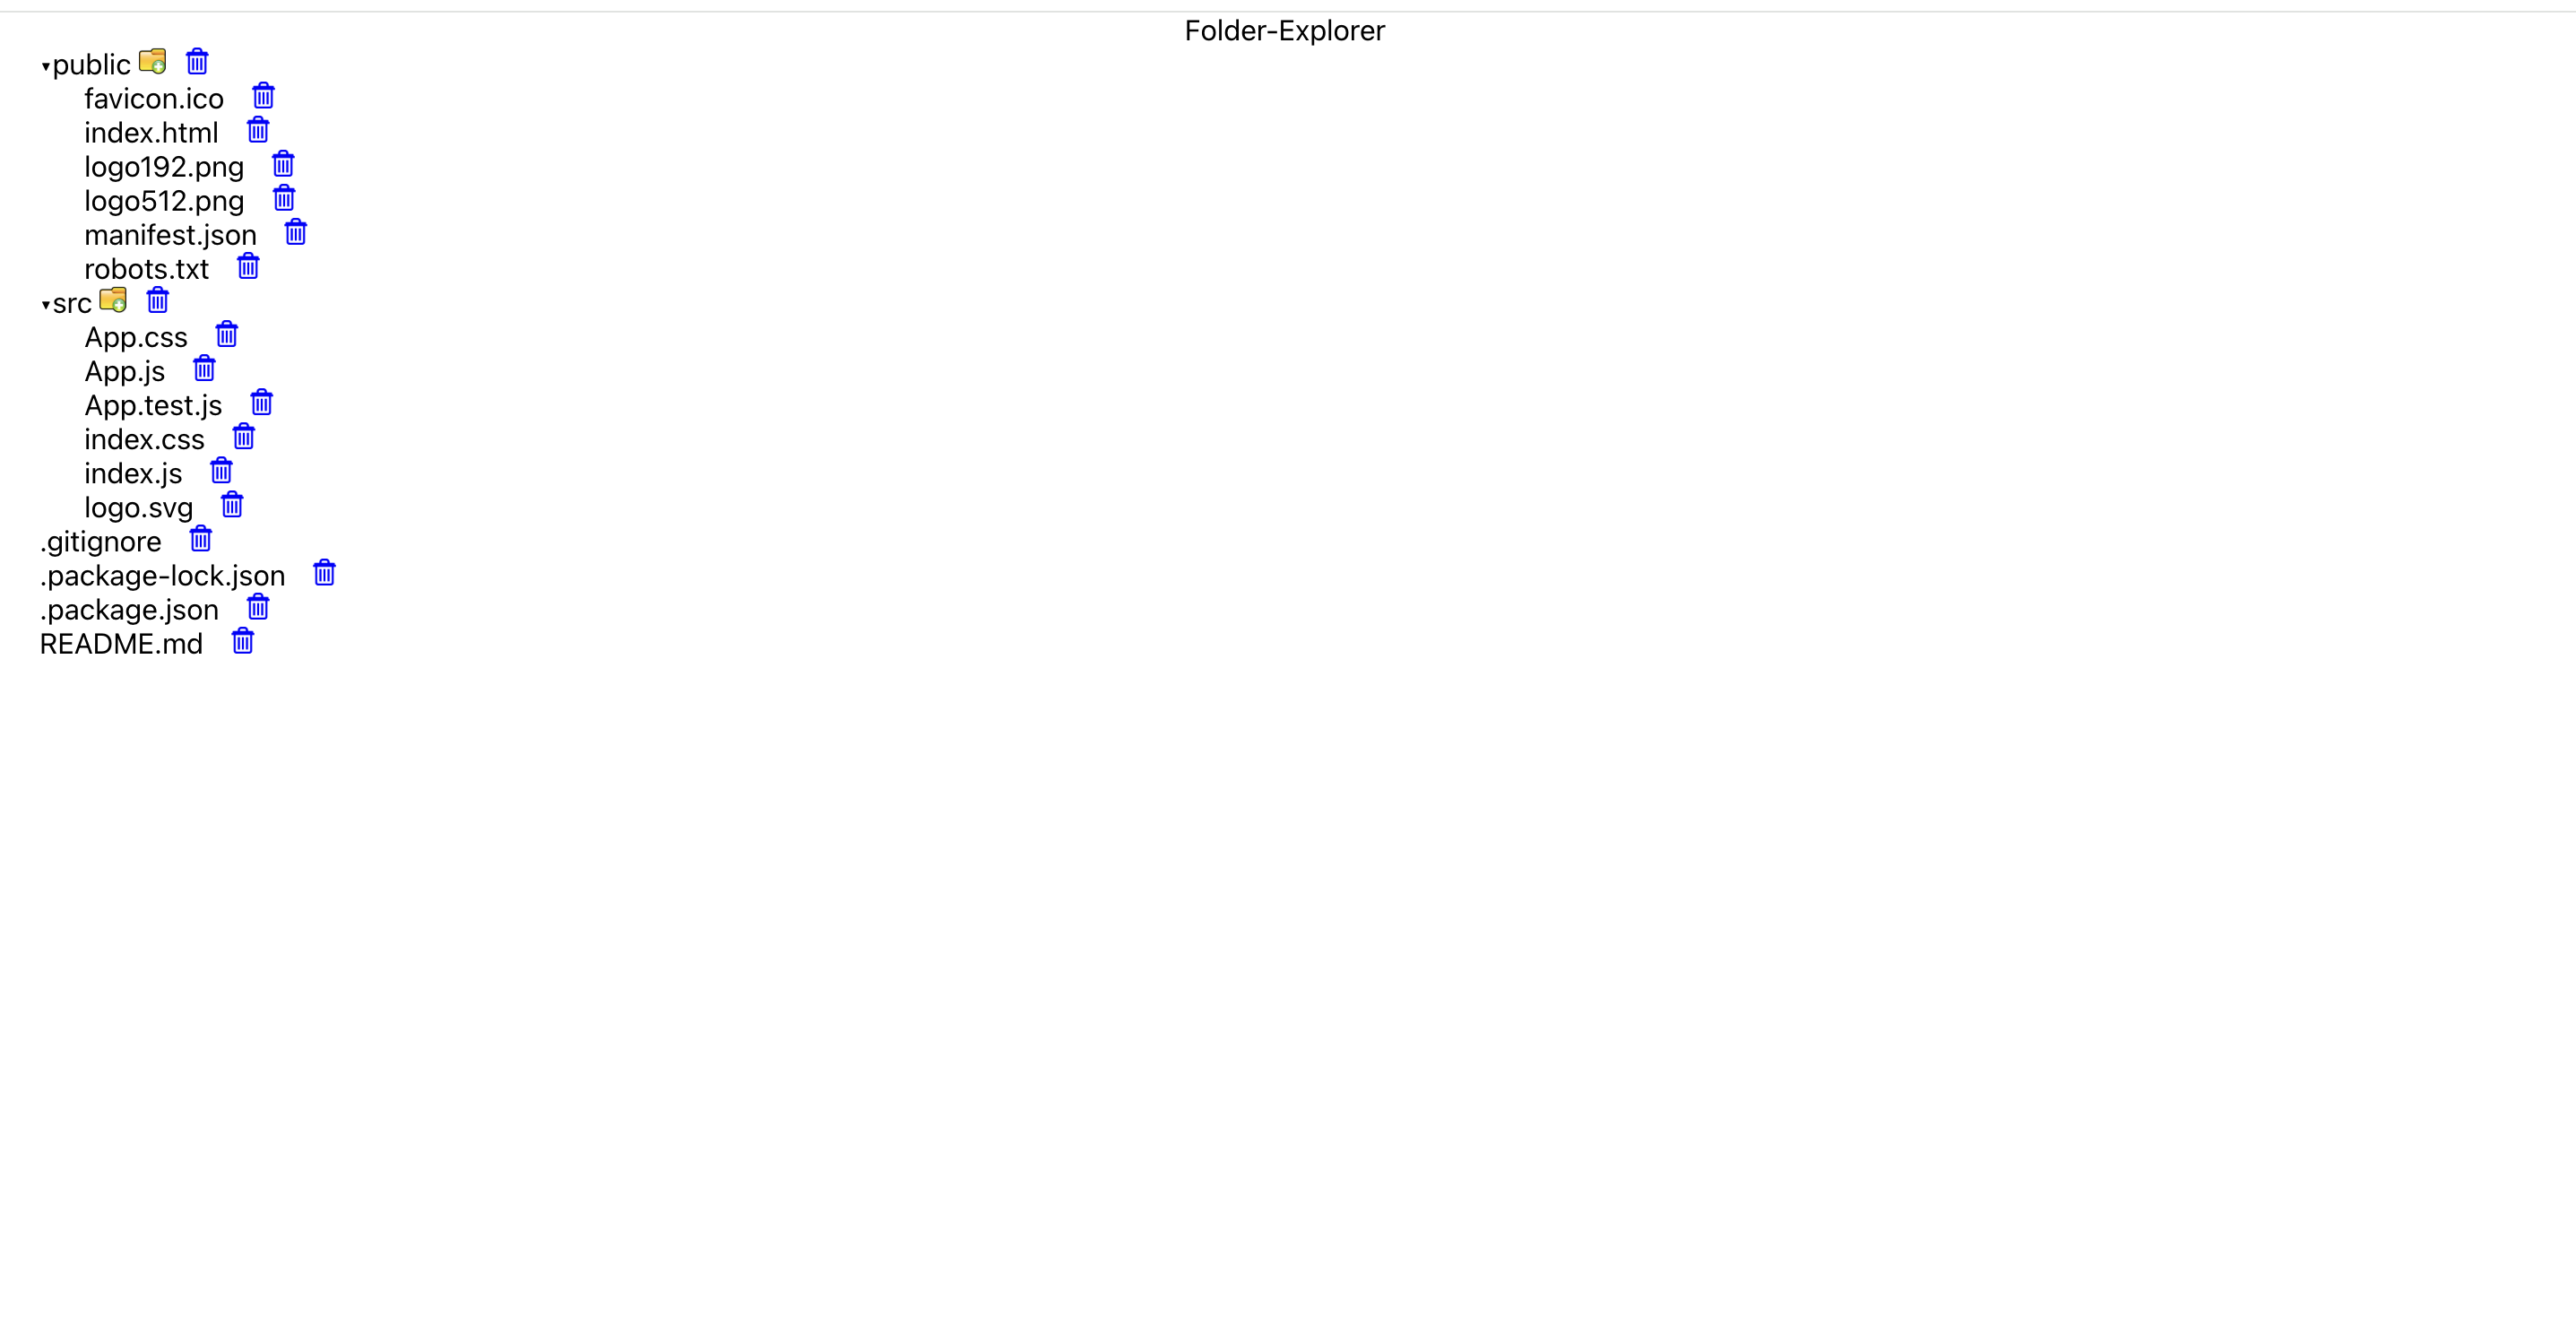 Folder-Explorer
public
favicon.ico
index.html
logo192.png
logo512.png
manifest.json
robots.txt
src
App.css
App.js
App.test.js
index.css
index.js
logo.svg
.gitignore
.package-lock.json
.package.json
README.md